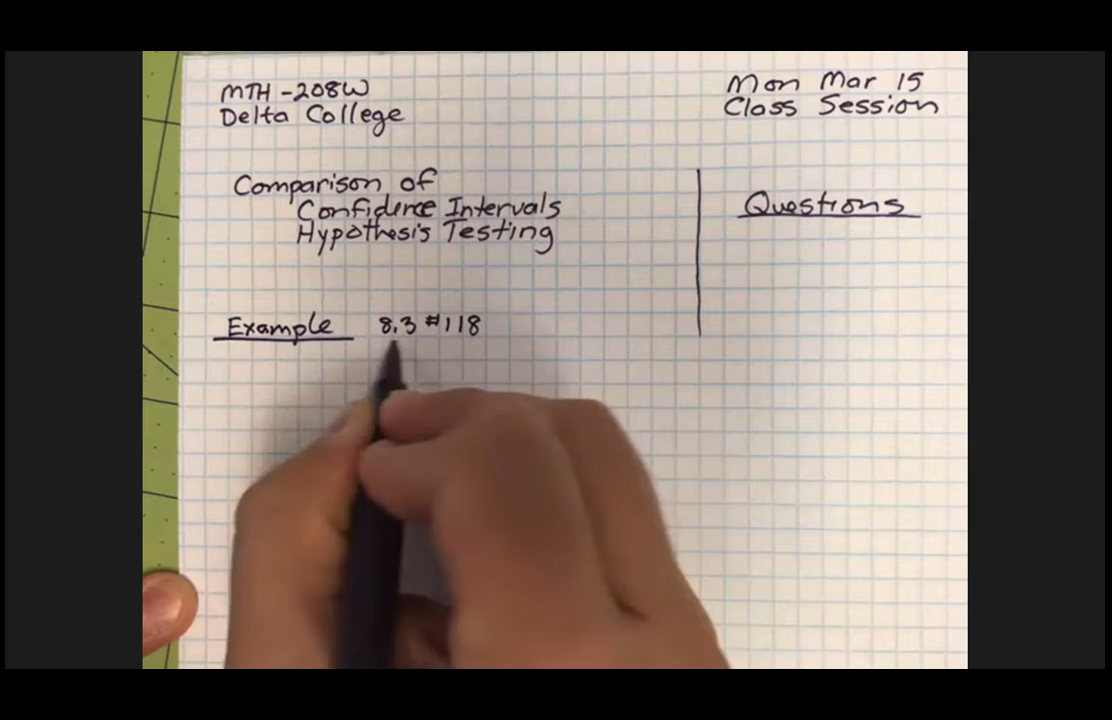 MTH-208W
Delta College
Mon Mar 15
Class Session
Comparison of
Confidence Intervals
Hypothesis Testing
Questions
Example 8.3 #118